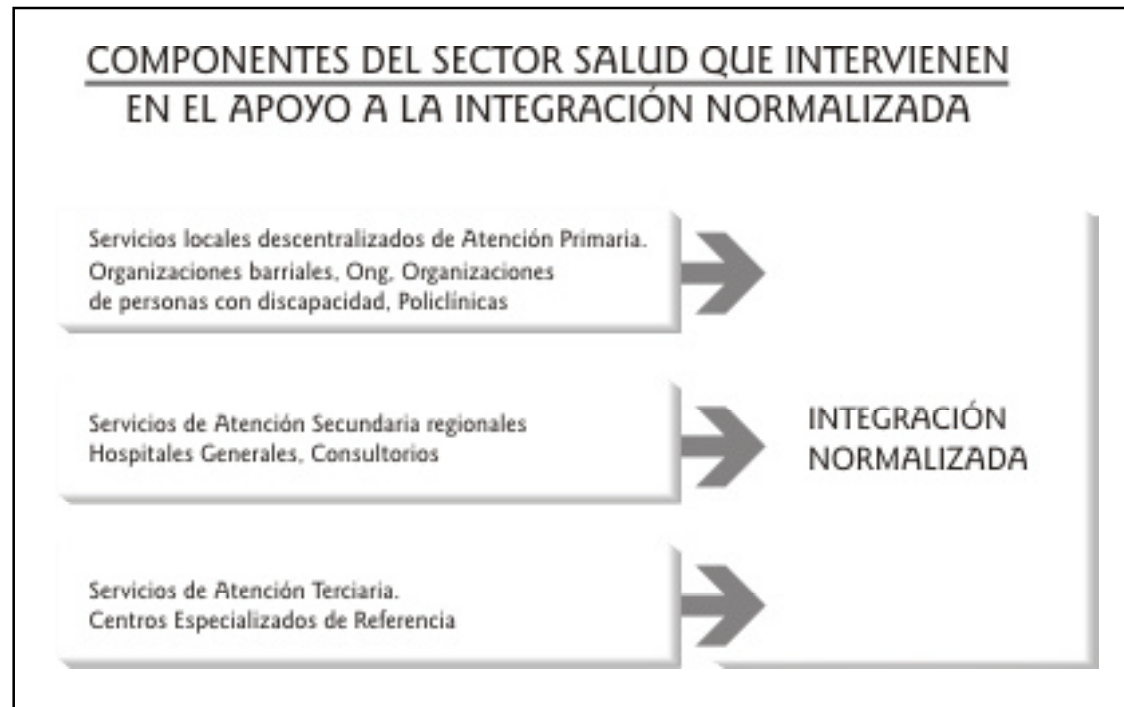 COMPONENTES DEL SECTOR SALUD QUE INTERVIENEN
EN EL APOYO A LA INTEGRACIÓN NORMALIZADA
Servicios locales descentralizados de Atención Primaria.
Organizaciones barriales, Ong, Organizaciones
de personas con discapacidad, Policlínicas
Servicios de Atención Secundaria regionales
Hospitales Generales, Consultorios
Servicios de Atención Terciaria.
Centros Especializados de Referencia
INTEGRACIÓN
NORMALIZADA